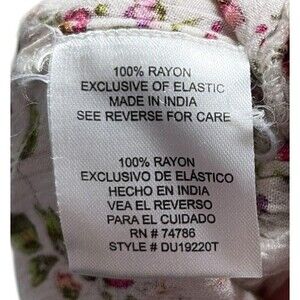 100% RAYON
EXCLUSIVE OF ELASTIC
MADE IN INDIA
SEE REVERSE FOR CARE
100% RAYON
EXCLUSIVO DE ELÁSTICO
HECHO EN INDIA
VEA EL REVERSO
PARA EL CUIDADO
RN # 74786
STYLE # DU19220T